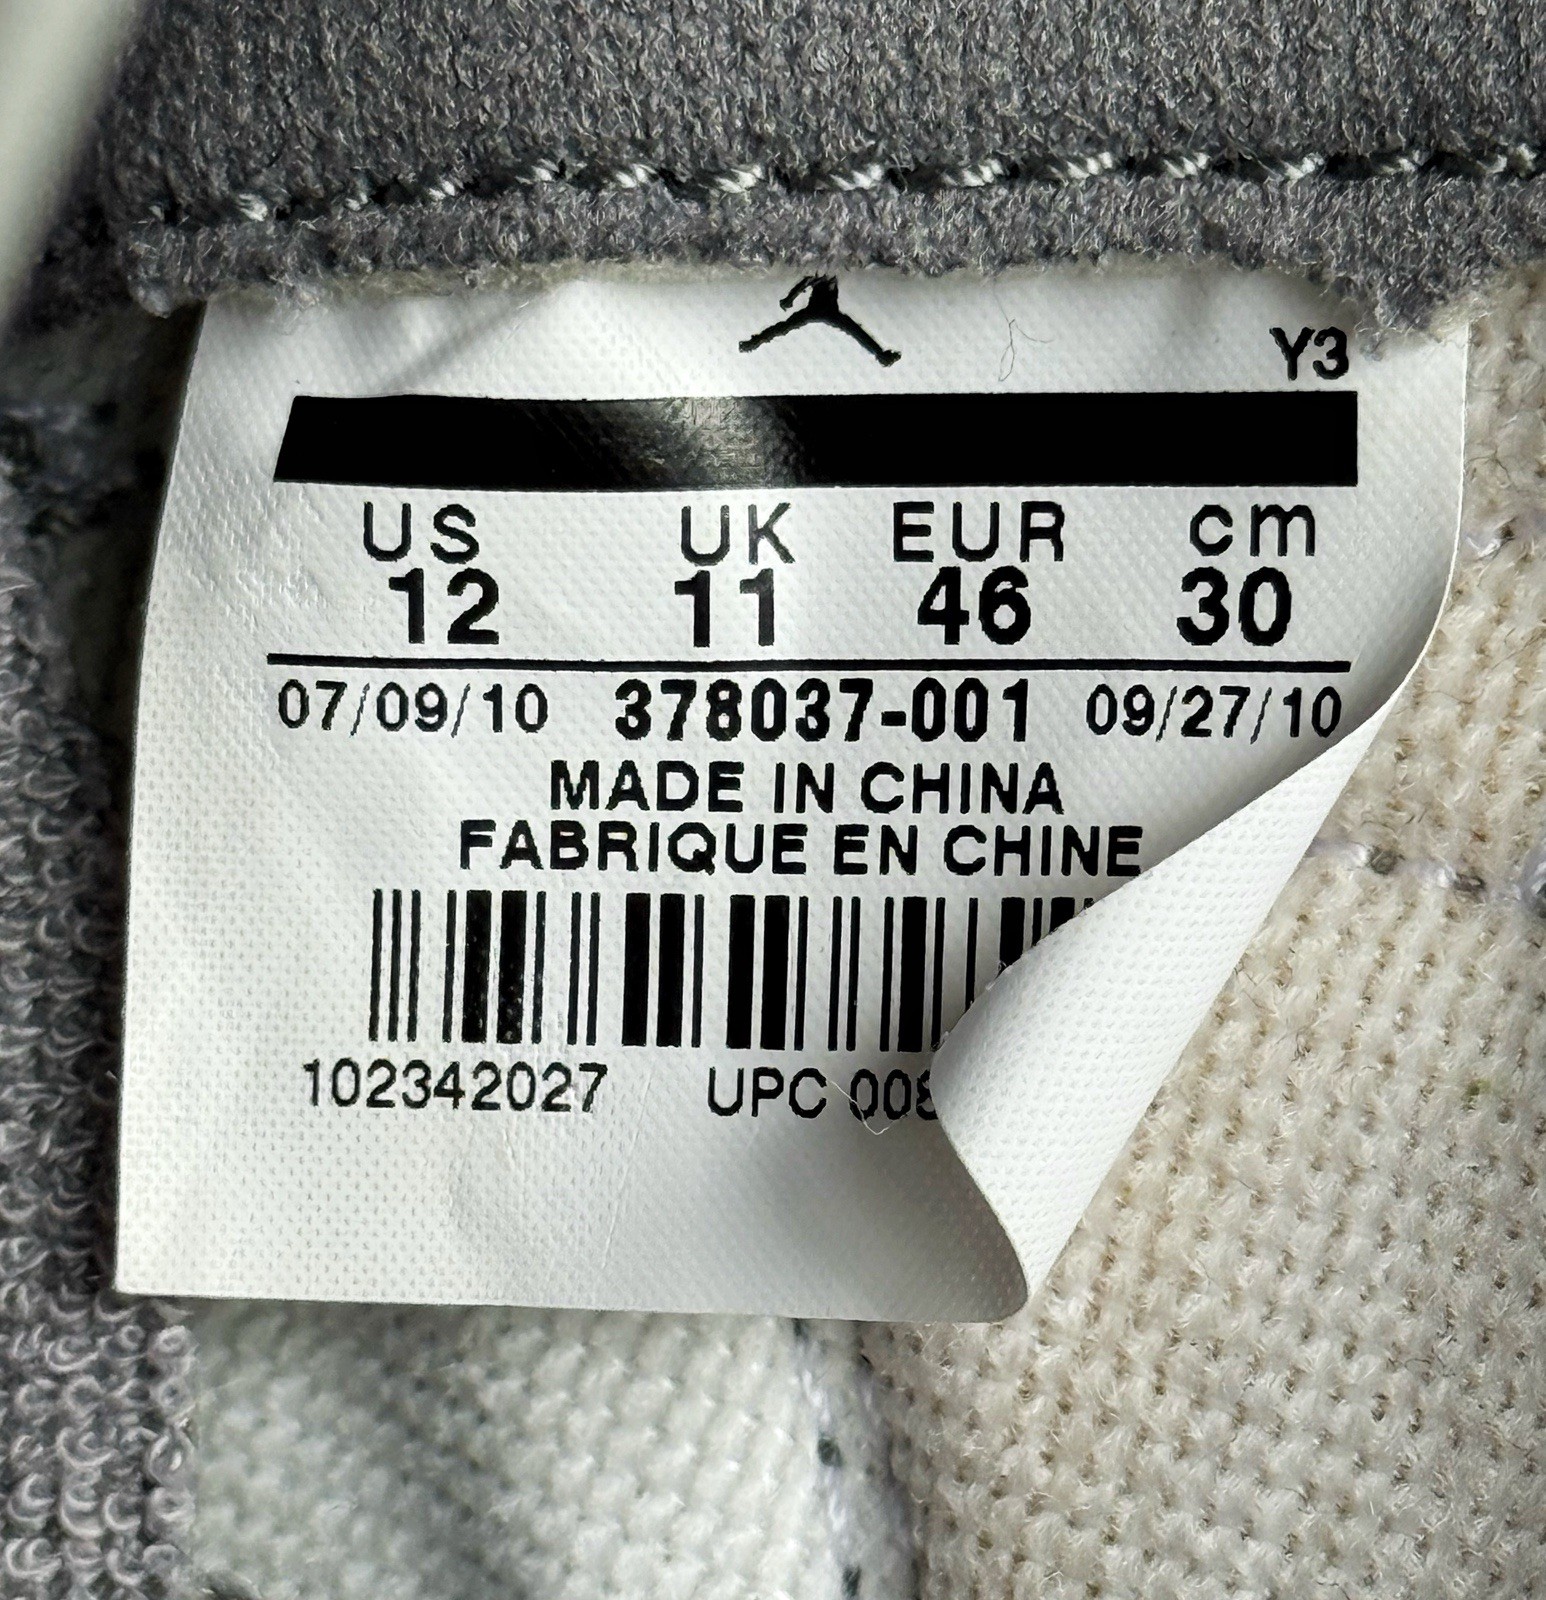 Y3
US UK EUR cm
12 11 46 30
07/09/10 378037-001 09/27/10
MADE IN CHINA
FABRIQUE EN CHINE
102342027 UPC 00